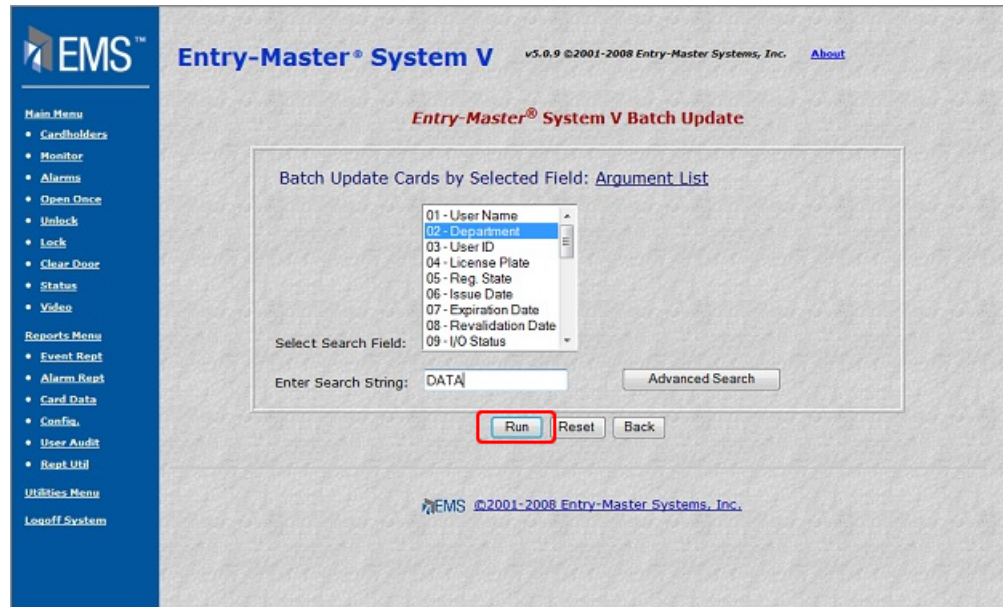 EMS™
Entry-Master® System V v5.0.9 ©2001-2008 Entry-Master Systems, Inc. About
Main Menu
Cardholders
Monitor
Alarms
Open Once
Unlock
Lock
Clear Door
Status
Video
Reports Menu
Event Rept
Alarm Rept
Card Data
Config.
User Audit
Rept Util
Utilities Menu
Logoff System
Entry-Master® System V Batch Update
Batch Update Cards by Selected Field: Argument List
01 - User Name
02 - Department
03 - User ID
04 - License Plate
05 - Reg. State
06 - Issue Date
07 - Expiration Date
08 - Revalidation Date
Select Search Field: 09 - I/O Status
Enter Search String: DATA Advanced Search
Run Reset Back
EMS ©2001-2008 Entry-Master Systems, Inc.